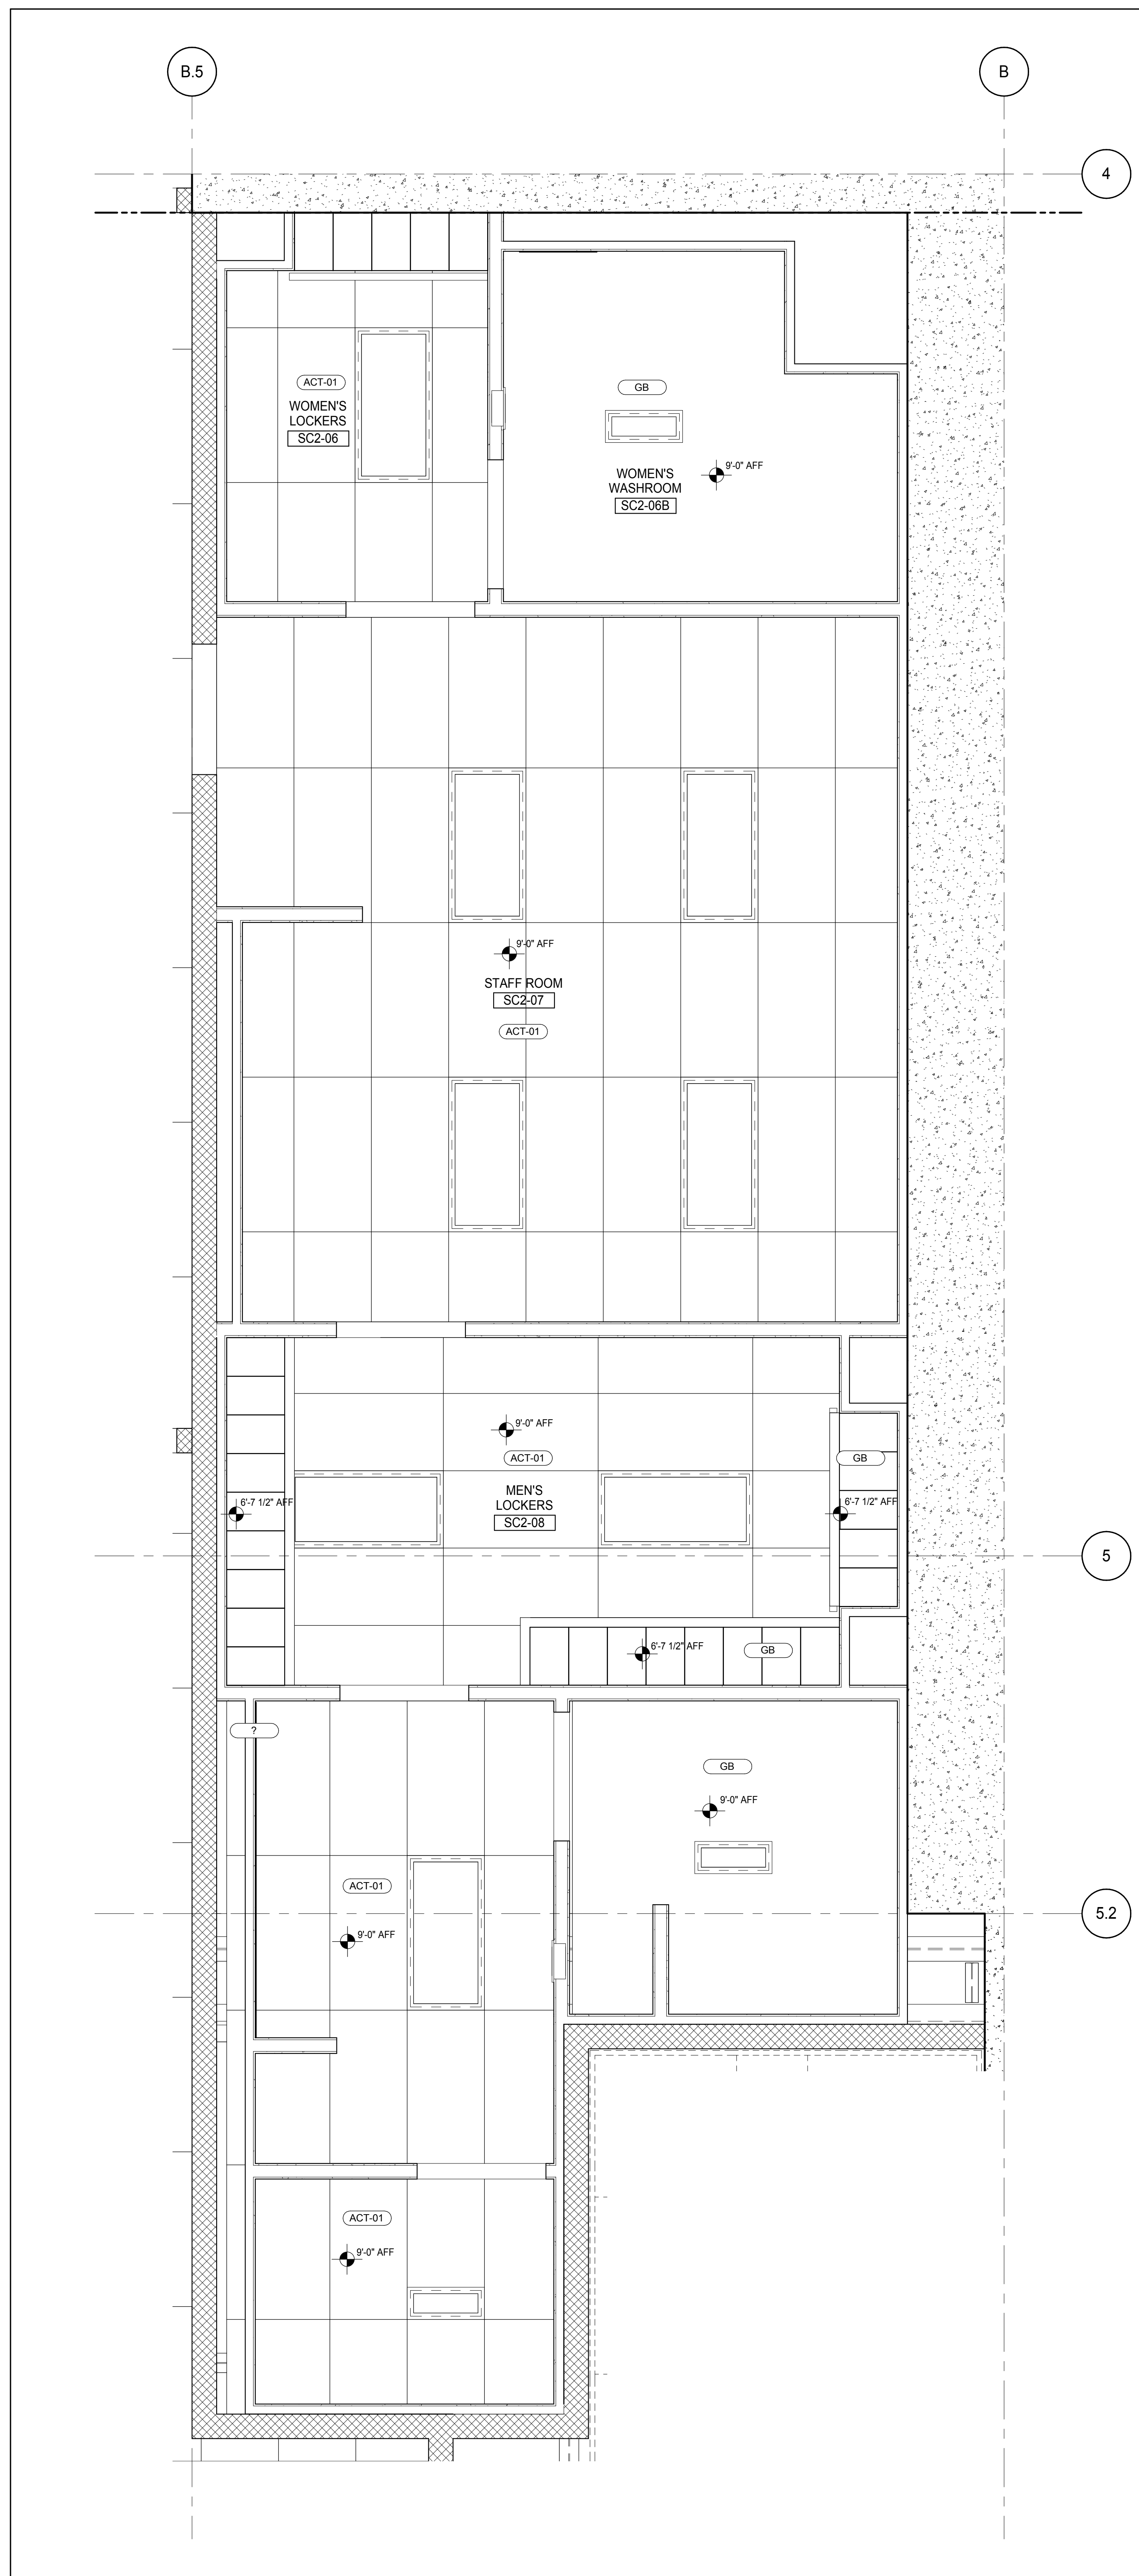 B.5
B
4
ACT-01
WOMEN'S
LOCKERS
SC2-06
GB
9'-0" AFF
WOMEN'S
WASHROOM
SC2-06B
9'-0" AFF
STAFF ROOM
SC2-07
ACT-01
9'-0" AFF
ACT-01
GB
MEN'S
LOCKERS
SC2-08
6'-7 1/2" AFF
6'-7 1/2" AFF
5
6'-7 1/2" AFF
GB
?
GB
9'-0" AFF
ACT-01
5.2
9'-0" AFF
ACT-01
9'-0" AFF